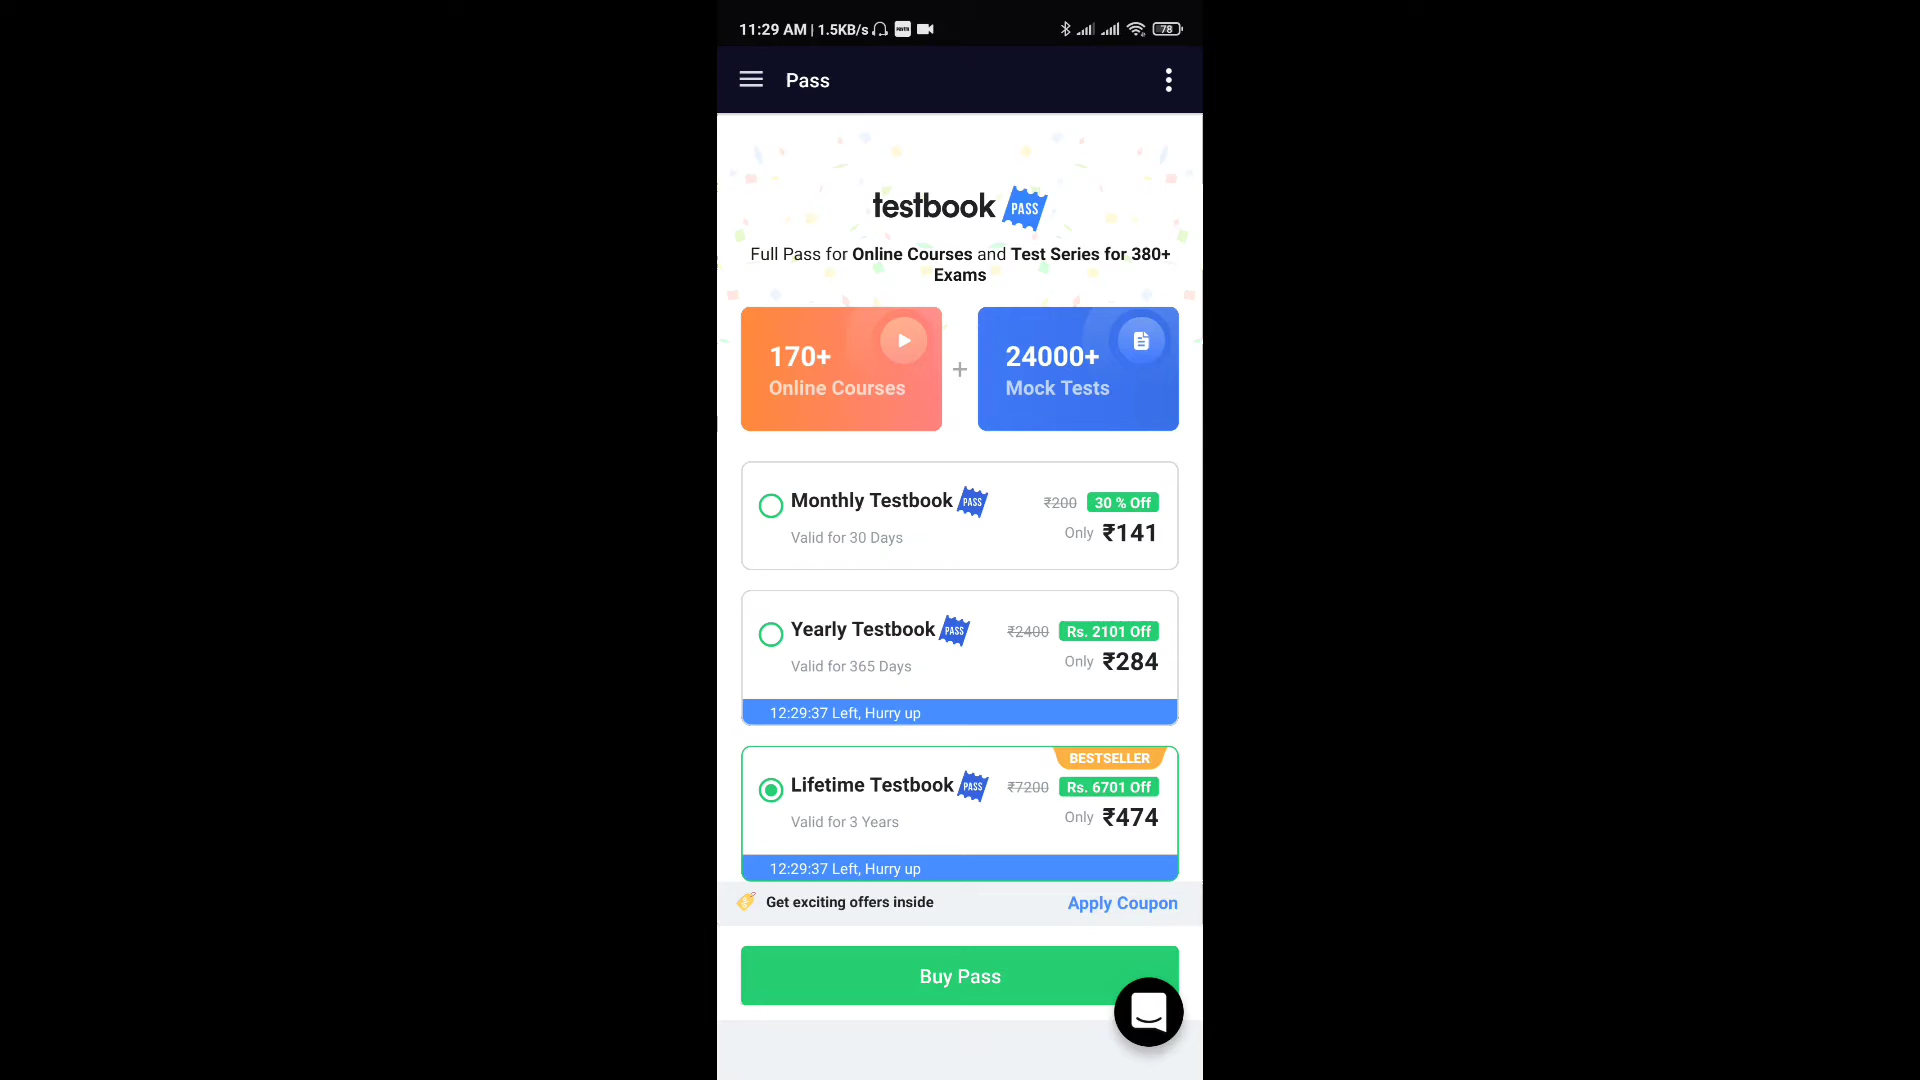 11:29 AM | 1.5KB/s 78
Pass
testbook PASS
Full Pass for Online Courses and Test Series for 380+
Exams
170+
Online Courses
+
24000+
Mock Tests
Monthly Testbook PASS ₹200 30 % Off
Valid for 30 Days Only ₹141
Yearly Testbook PASS ₹2400 Rs. 2101 Off
Valid for 365 Days Only ₹284
12:29:37 Left, Hurry up
BESTSELLER
Lifetime Testbook PASS ₹7200 Rs. 6701 Off
Valid for 3 Years Only ₹474
12:29:37 Left, Hurry up
Get exciting offers inside Apply Coupon
Buy Pass